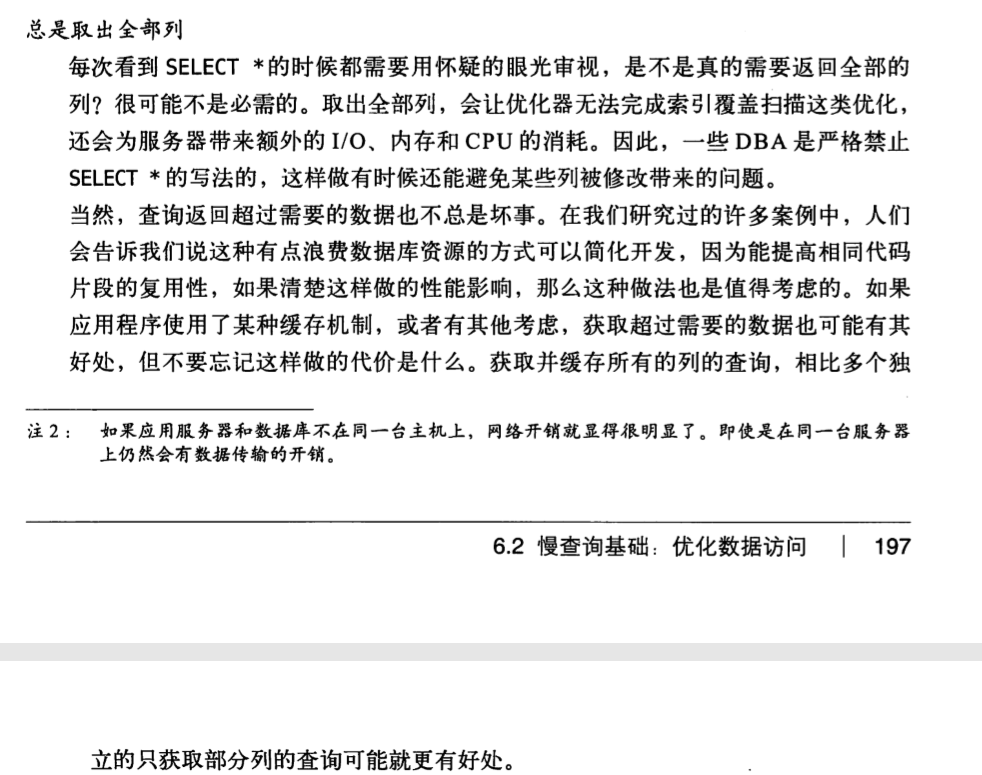 总是取出全部列
每次看到 SELECT *的时候都需要用怀疑的眼光审视，是不是真的需要返回全部的
列？很可能不是必需的。取出全部列，会让优化器无法完成索引覆盖扫描这类优化，
还会为服务器带来额外的 I/O、内存和 CPU 的消耗。因此，一些 DBA 是严格禁止
SELECT *的写法的，这样做有时候还能避免某些列被修改带来的问题。
当然，查询返回超过需要的数据也不总是坏事。在我们研究过的许多案例中，人们
会告诉我们说这种有点浪费数据库资源的方式可以简化开发，因为能提高相同代码
片段的复用性，如果清楚这样做的性能影响，那么这种做法也是值得考虑的。如果
应用程序使用了某种缓存机制，或者有其他考虑，获取超过需要的数据也可能有其
好处，但不要忘记这样做的代价是什么。获取并缓存所有的列的查询，相比多个独
注 2： 如果应用服务器和数据库不在同一台主机上，网络开销就显得很明显了。即使是在同一台服务器
上仍然会有数据传输的开销。
6.2 慢查询基础：优化数据访问 | 197
立的只获取部分列的查询可能就更有好处。